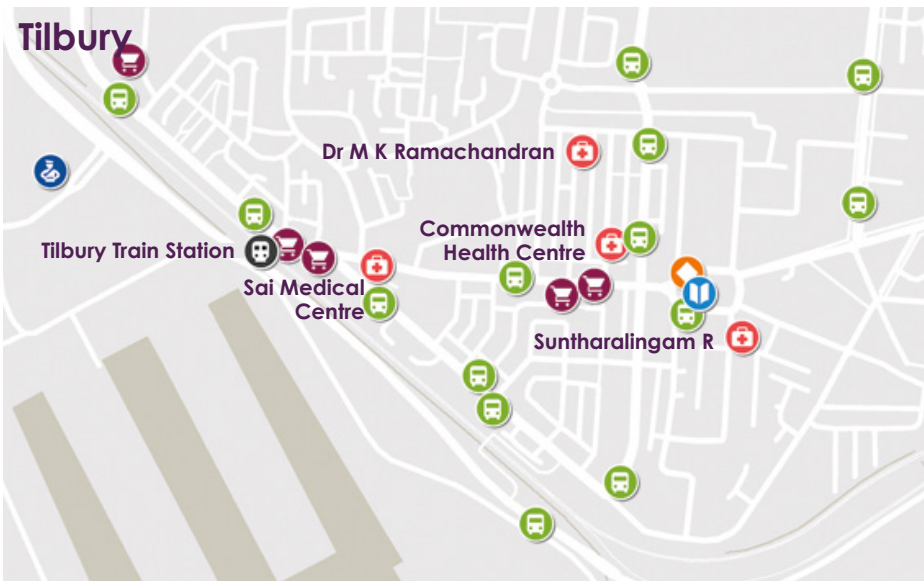 Tilbury
Dr M K Ramachandran
Commonwealth
Health Centre
Tilbury Train Station
Sai Medical
Centre
Suntharalingam R